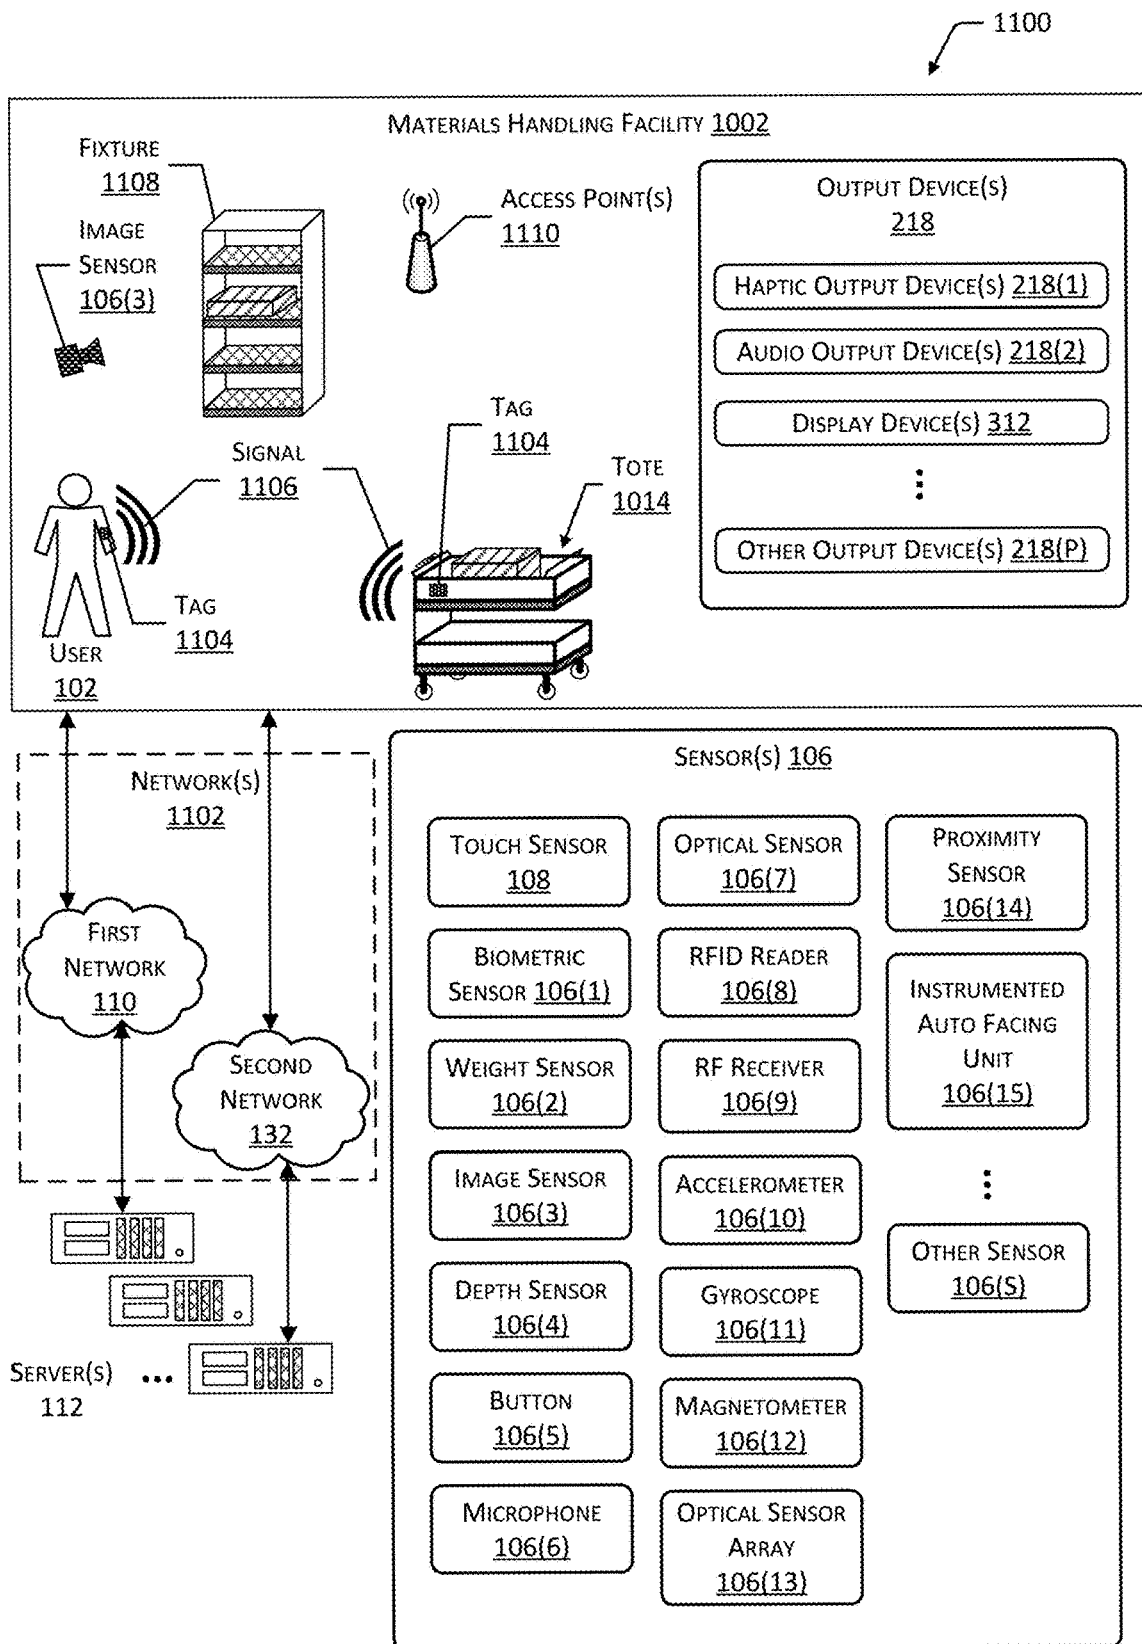 1100
MATERIALS HANDLING FACILITY 1002
FIXTURE
1108
IMAGE
SENSOR
106(3)
ACCESS POINT(S)
1110
OUTPUT DEVICE(S)
218
HAPTIC OUTPUT DEVICE(S) 218(1)
AUDIO OUTPUT DEVICE(S) 218(2)
DISPLAY DEVICE(S) 312
⋮
OTHER OUTPUT DEVICE(S) 218(P)
TAG
1104
SIGNAL
1106
TOTE
1014
TAG
1104
USER
102
NETWORK(S)
1102
FIRST
NETWORK
110
SECOND
NETWORK
132
SERVER(S)
112
...
SENSOR(S) 106
TOUCH SENSOR
108
BIOMETRIC
SENSOR 106(1)
WEIGHT SENSOR
106(2)
IMAGE SENSOR
106(3)
DEPTH SENSOR
106(4)
BUTTON
106(5)
MICROPHONE
106(6)
OPTICAL SENSOR
106(7)
RFID READER
106(8)
RF RECEIVER
106(9)
ACCELEROMETER
106(10)
GYROSCOPE
106(11)
MAGNETOMETER
106(12)
OPTICAL SENSOR
ARRAY
106(13)
PROXIMITY
SENSOR
106(14)
INSTRUMENTED
AUTO FACING
UNIT
106(15)
⋮
OTHER SENSOR
106(S)